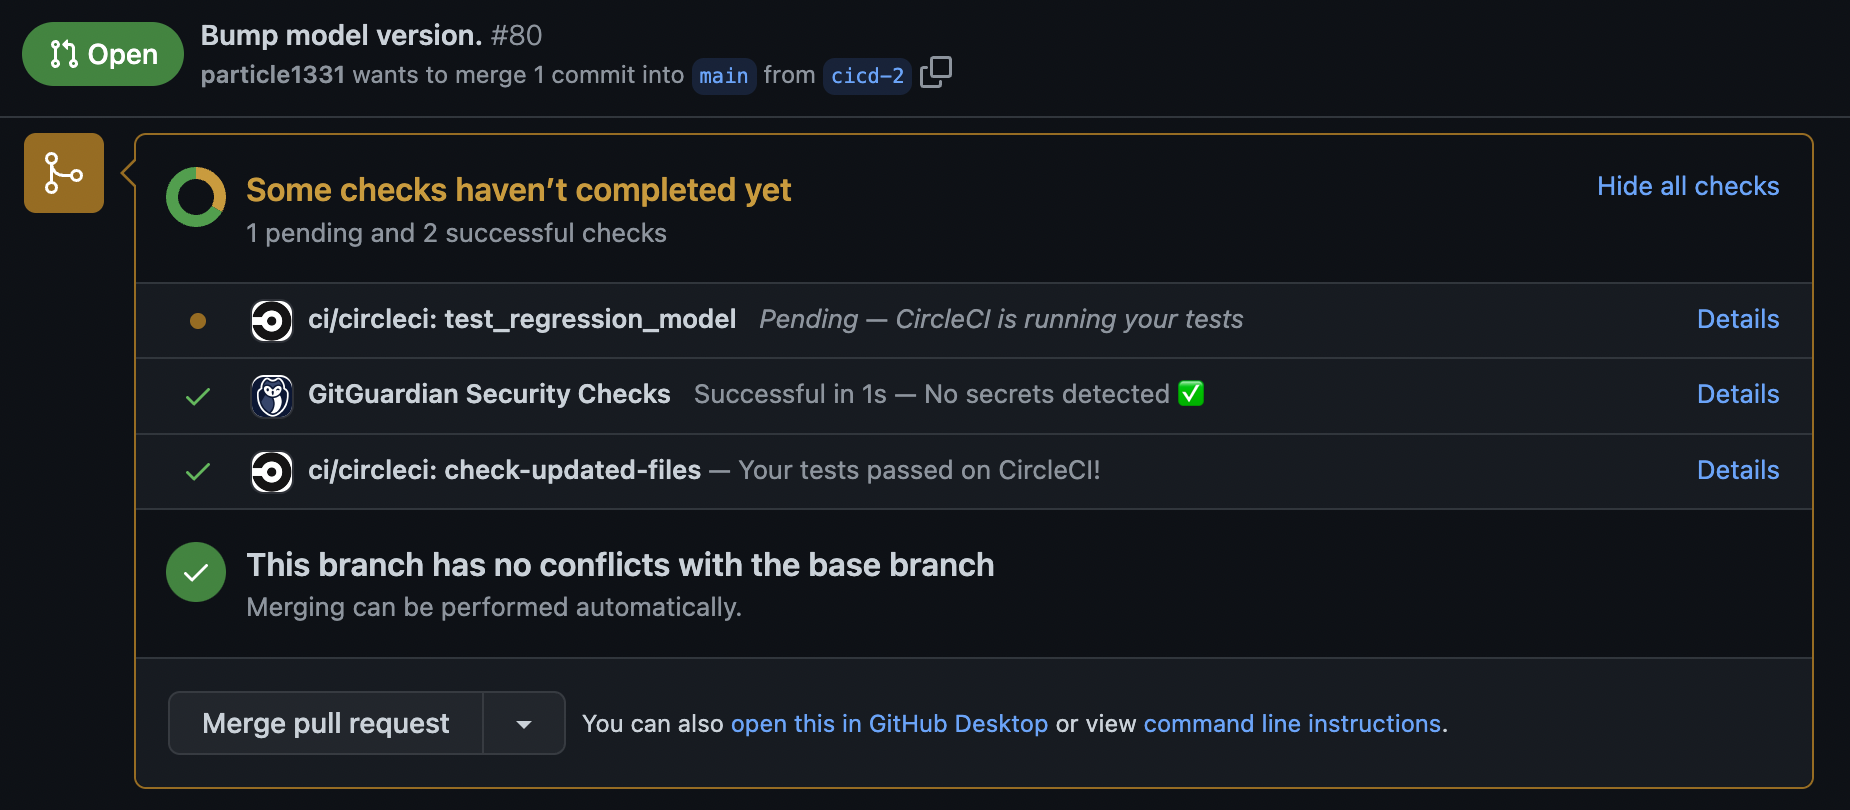 Open
Bump model version. #80
particle1331 wants to merge 1 commit into main from cicd-2
Some checks haven’t completed yet
Hide all checks
1 pending and 2 successful checks
ci/circleci: test_regression_model Pending — CircleCI is running your tests Details
GitGuardian Security Checks Successful in 1s — No secrets detected ✅ Details
ci/circleci: check-updated-files — Your tests passed on CircleCI! Details
This branch has no conflicts with the base branch
Merging can be performed automatically.
Merge pull request You can also open this in GitHub Desktop or view command line instructions.